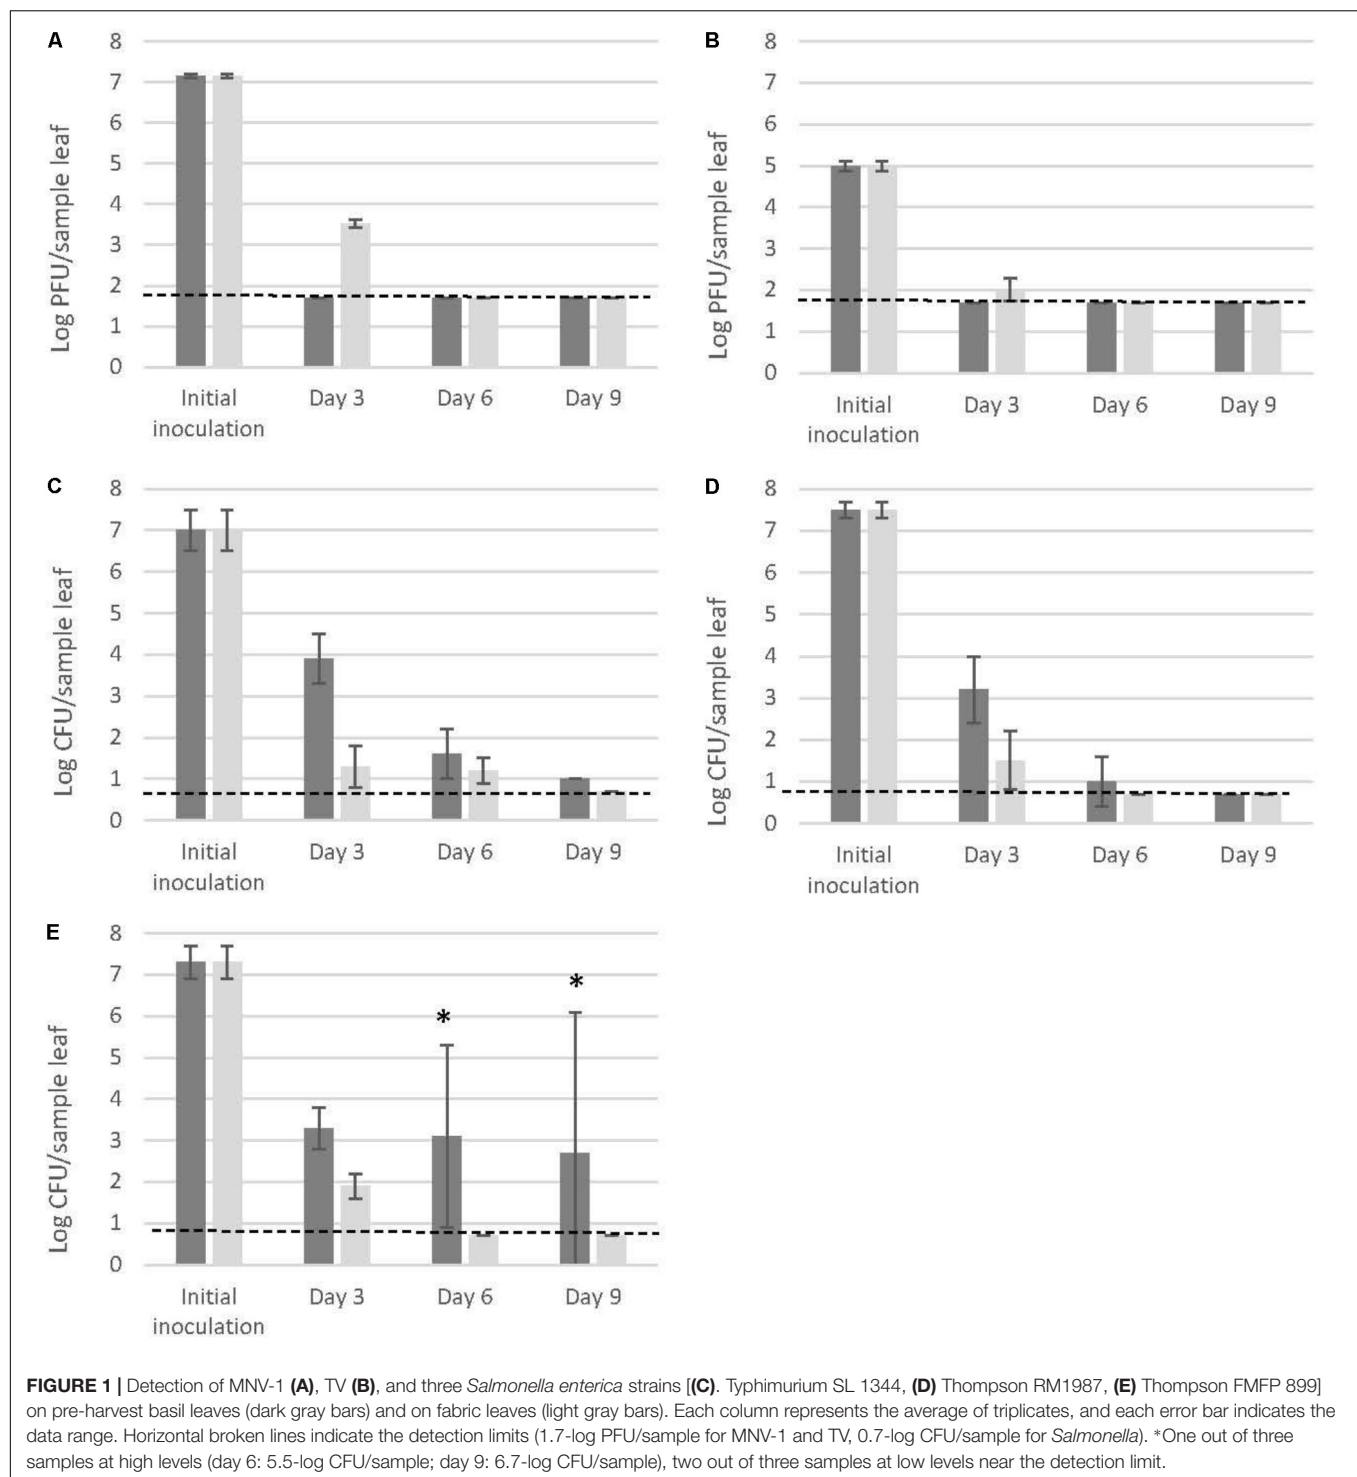 A
8
7
6
5
4
3
2
1
0
Log PFU/sample leaf
Initial
inoculation
Day 3
Day 6
Day 9
B
8
7
6
5
4
3
2
1
0
Log PFU/sample leaf
Initial
inoculation
Day 3
Day 6
Day 9
C
8
7
6
5
4
3
2
1
0
Log CFU/sample leaf
Initial
inoculation
Day 3
Day 6
Day 9
D
8
7
6
5
4
3
2
1
0
Log CFU/sample leaf
Initial
inoculation
Day 3
Day 6
Day 9
E
8
7
6
5
4
3
2
1
0
Log CFU/sample leaf
*
*
Initial
inoculation
Day 3
Day 6
Day 9
FIGURE 1 | Detection of MNV-1 (A), TV (B), and three Salmonella enterica strains [(C). Typhimurium SL 1344, (D) Thompson RM1987, (E) Thompson FMFP 899]
on pre-harvest basil leaves (dark gray bars) and on fabric leaves (light gray bars). Each column represents the average of triplicates, and each error bar indicates the
data range. Horizontal broken lines indicate the detection limits (1.7-log PFU/sample for MNV-1 and TV, 0.7-log CFU/sample for Salmonella). *One out of three
samples at high levels (day 6: 5.5-log CFU/sample; day 9: 6.7-log CFU/sample), two out of three samples at low levels near the detection limit.